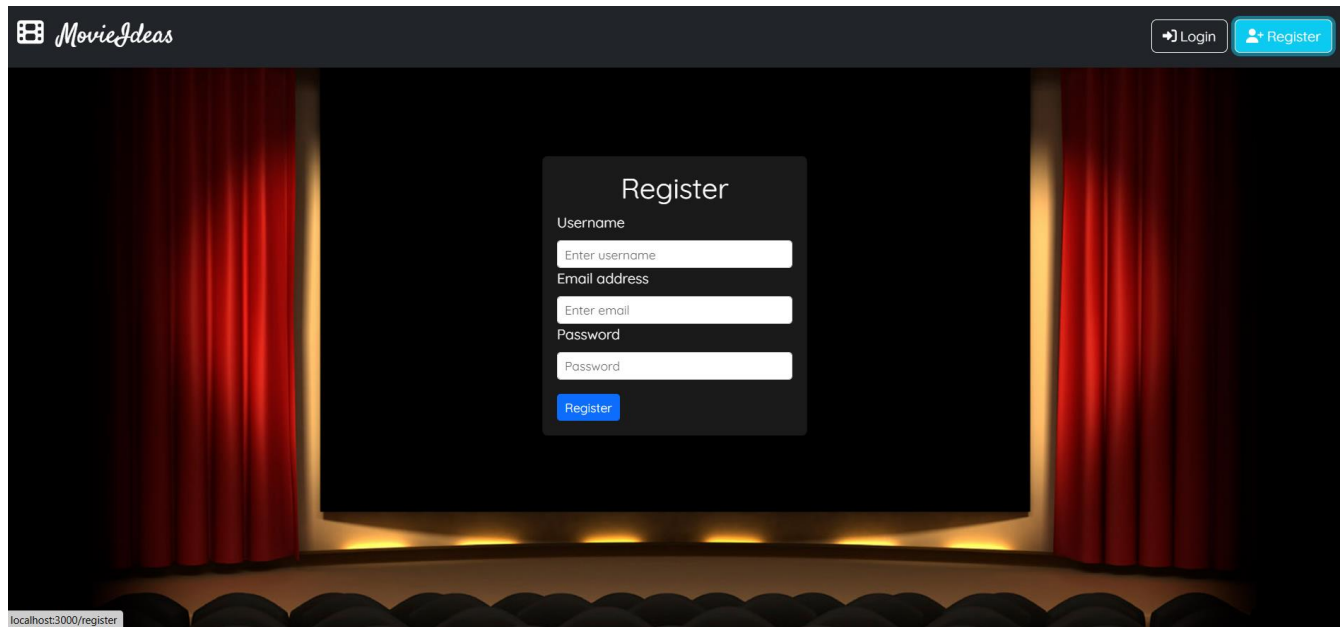 MovieIdeas
Login
Register
Register
Username
Enter username
Email address
Enter email
Password
Password
Register
localhost:3000/register